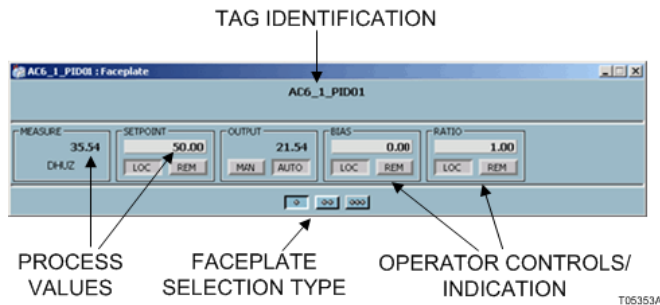 TAG IDENTIFICATION
AC6_1_PID01 : Faceplate
AC6_1_PID01
MEASURE SETPOINT OUTPUT BIAS RATIO
35.54 50.00 21.54 0.00 1.00
DHUZ LOC REM MAN AUTO LOC REM LOC REM
PROCESS VALUES
FACEPLATE SELECTION TYPE
OPERATOR CONTROLS/ INDICATION
T05353A